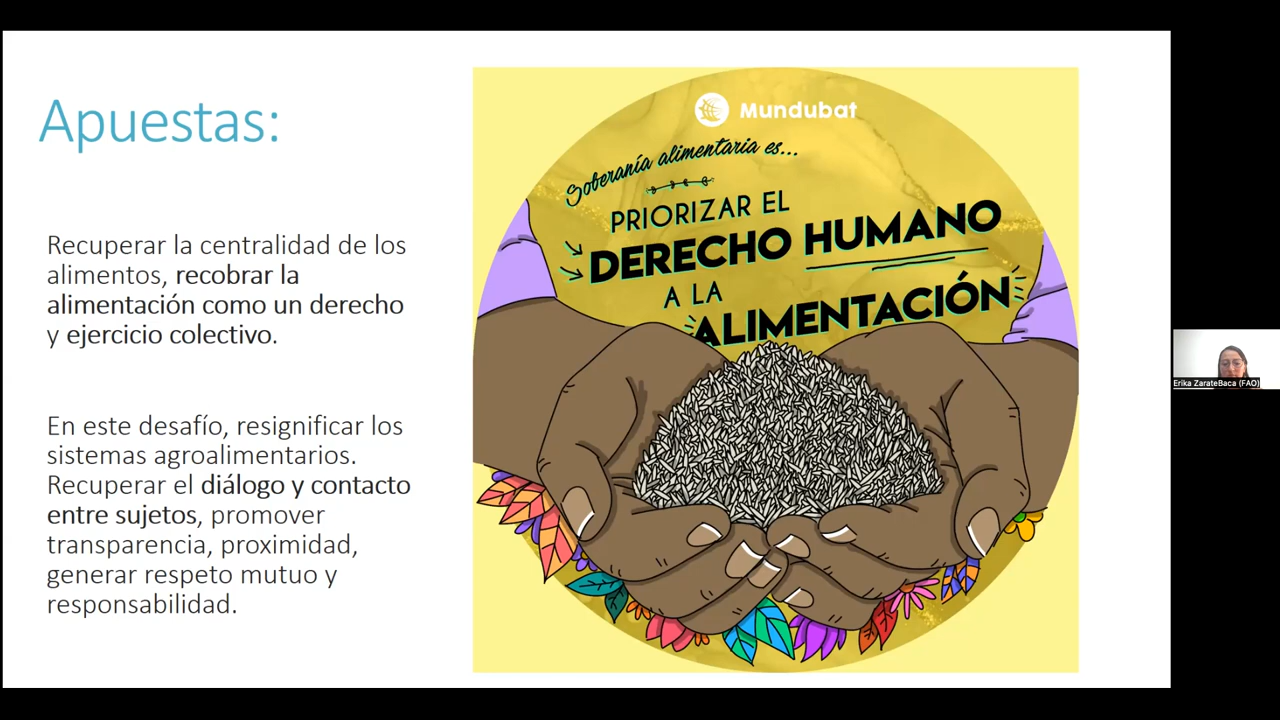 Apuestas:
Recuperar la centralidad de los
alimentos, recobrar la
alimentación como un derecho
y ejercicio colectivo.
En este desafío, resignificar los
sistemas agroalimentarios.
Recuperar el diálogo y contacto
entre sujetos, promover
transparencia, proximidad,
generar respeto mutuo y
responsabilidad.
Mundubat
Soberanía alimentaria es...
PRIORIZAR EL
DERECHO HUMANO
A LA
ALIMENTACIÓN
Erika ZarateBaca (FAO)